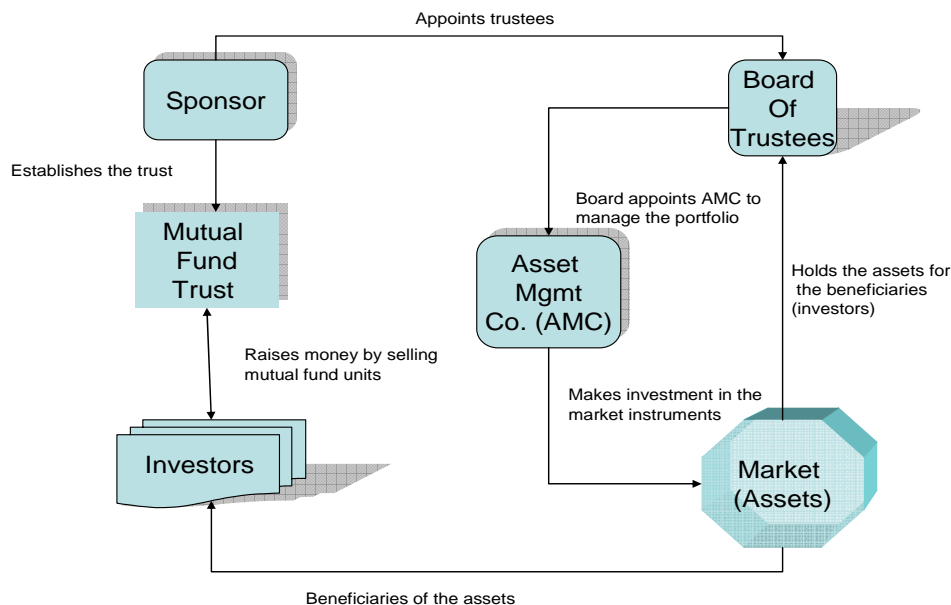 Appoints trustees
Sponsor
Board
Of
Trustees
Establishes the trust
Board appoints AMC to
manage the portfolio
Mutual
Fund
Trust
Asset
Mgmt
Co. (AMC)
Holds the assets for
the beneficiaries
(investors)
Raises money by selling
mutual fund units
Makes investment in the
market instruments
Investors
Market
(Assets)
Beneficiaries of the assets